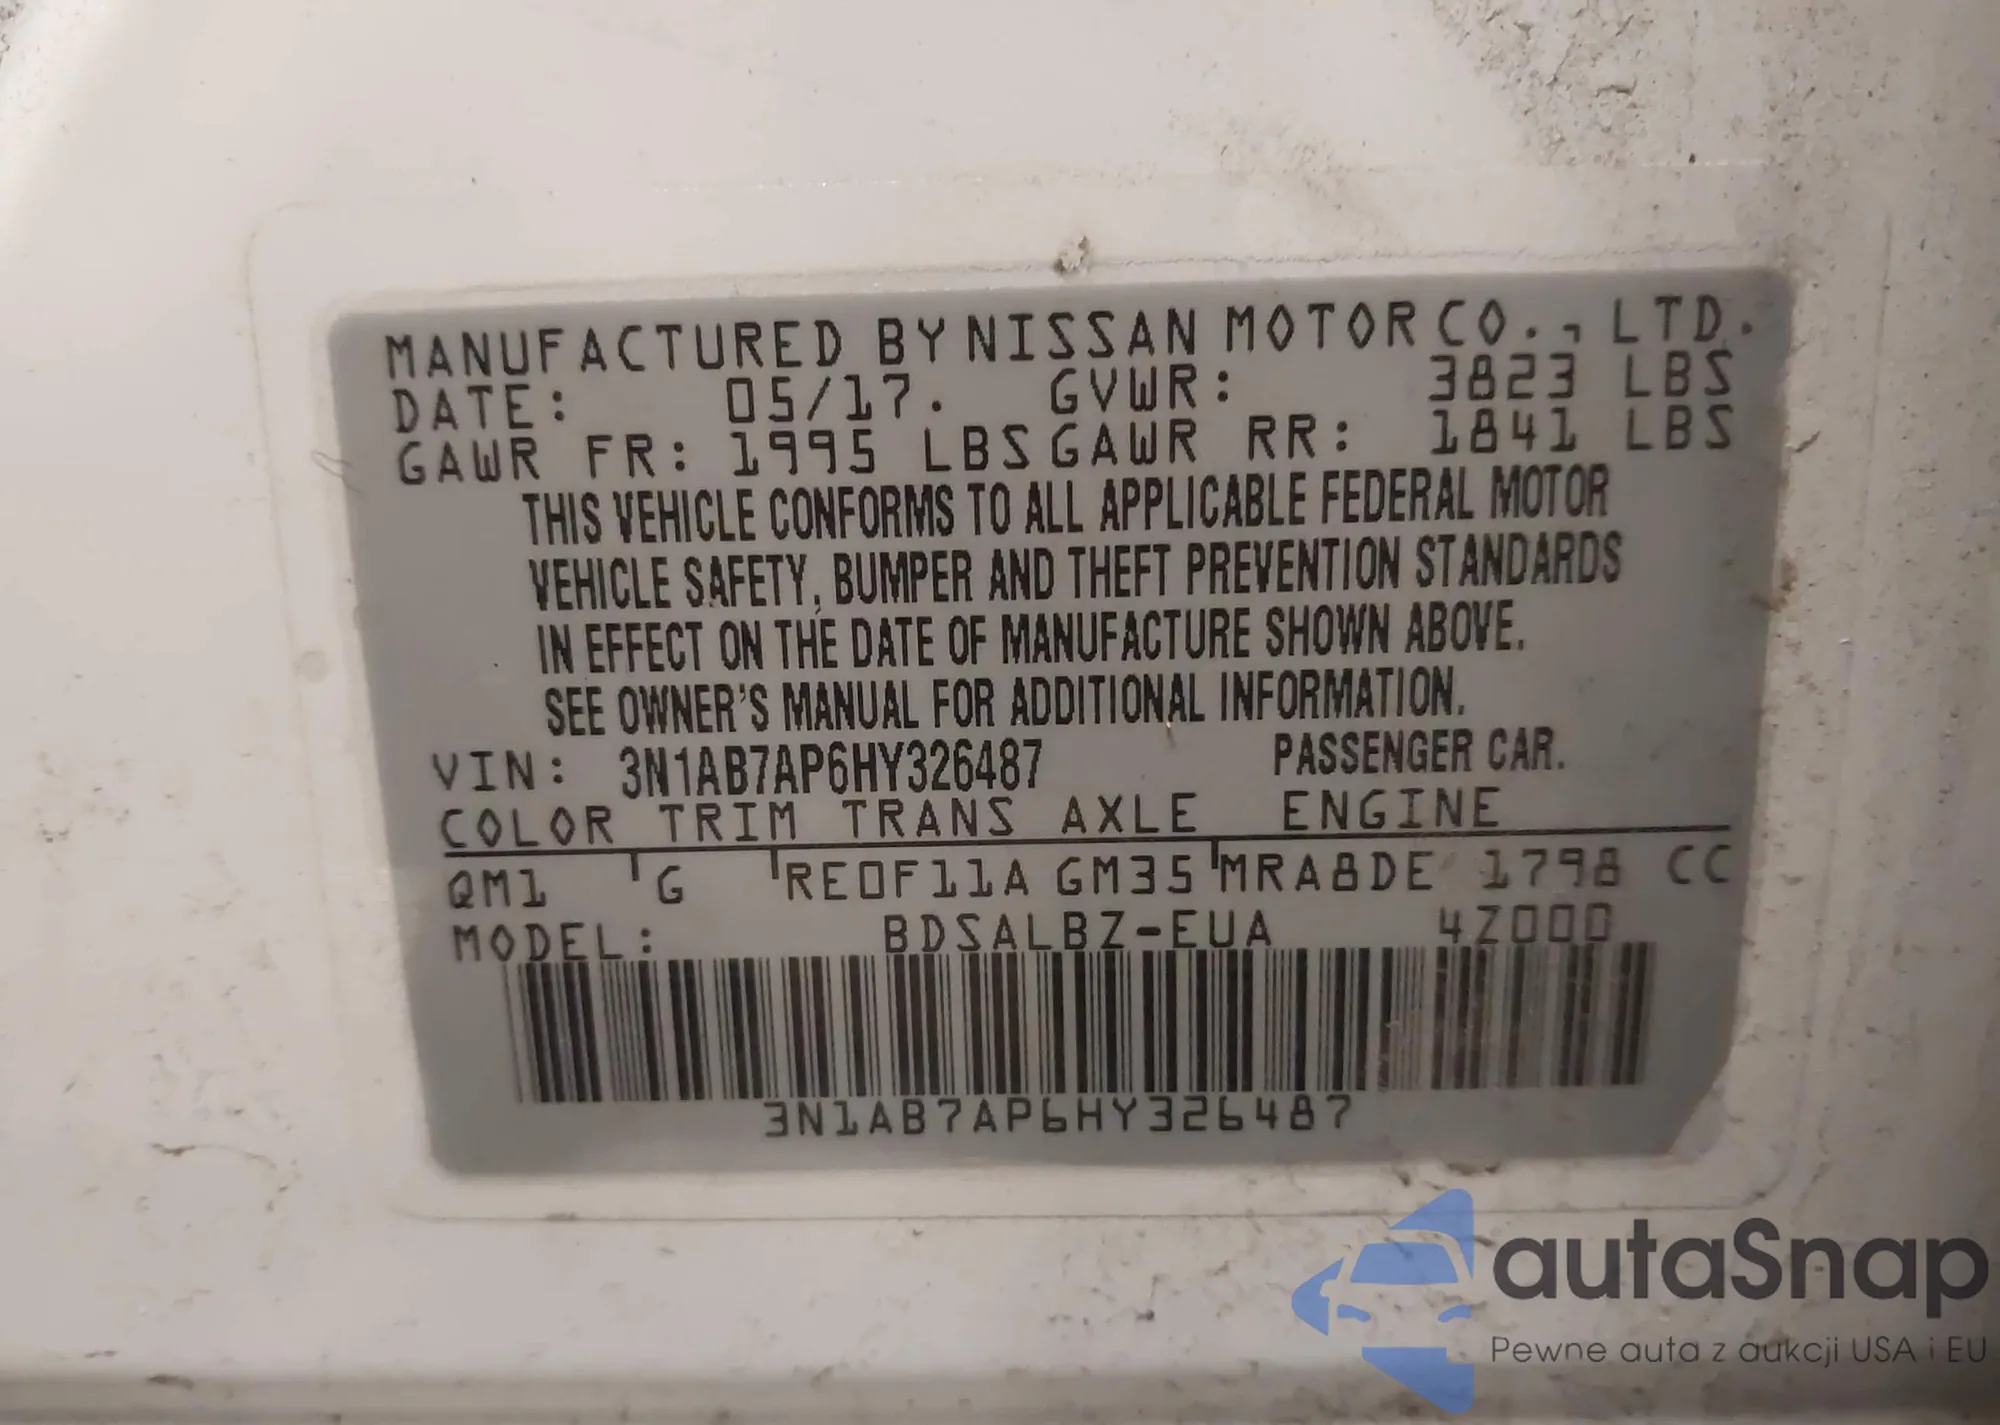 MANUFACTURED BY NISSAN MOTOR CO., LTD.
DATE: 05/17. GVWR: 3823 LBS
GAWR FR: 1995 LBS GAWR RR: 1841 LBS
THIS VEHICLE CONFORMS TO ALL APPLICABLE FEDERAL MOTOR
VEHICLE SAFETY, BUMPER AND THEFT PREVENTION STANDARDS
IN EFFECT ON THE DATE OF MANUFACTURE SHOWN ABOVE.
SEE OWNER'S MANUAL FOR ADDITIONAL INFORMATION.
VIN: 3N1AB7AP6HY326487 PASSENGER CAR.
COLOR TRIM TRANS AXLE ENGINE
QM1 G RE0F11A GM35 MRA8DE 1798 CC
MODEL: BDSALBZ-EUA 4Z000
3N1AB7AP6HY326487
autaSnap
Pewne auta z aukcji USA i EU